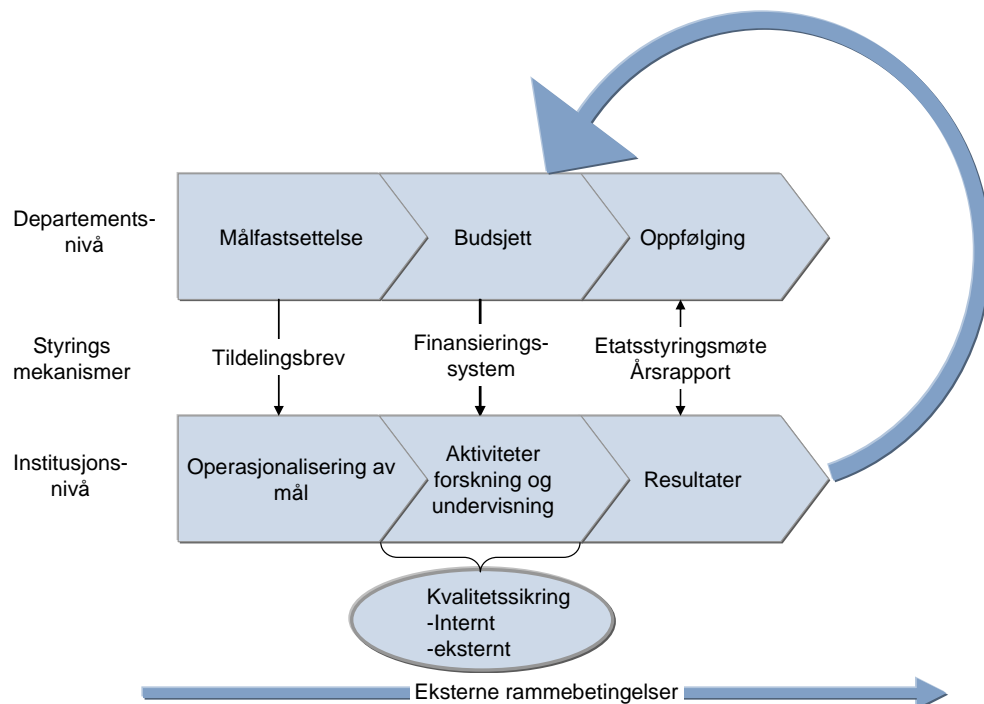 Departements-
nivå
Målfastsettelse
Budsjett
Oppfølging
Styrings
mekanismer
Tildelingsbrev
Finansierings-
system
Etatsstyringsmøte
Årsrapport
Institusjons-
nivå
Operasjonalisering av
mål
Aktiviteter
forskning og
undervisning
Resultater
Kvalitetssikring
-Internt
-eksternt
Eksterne rammebetingelser